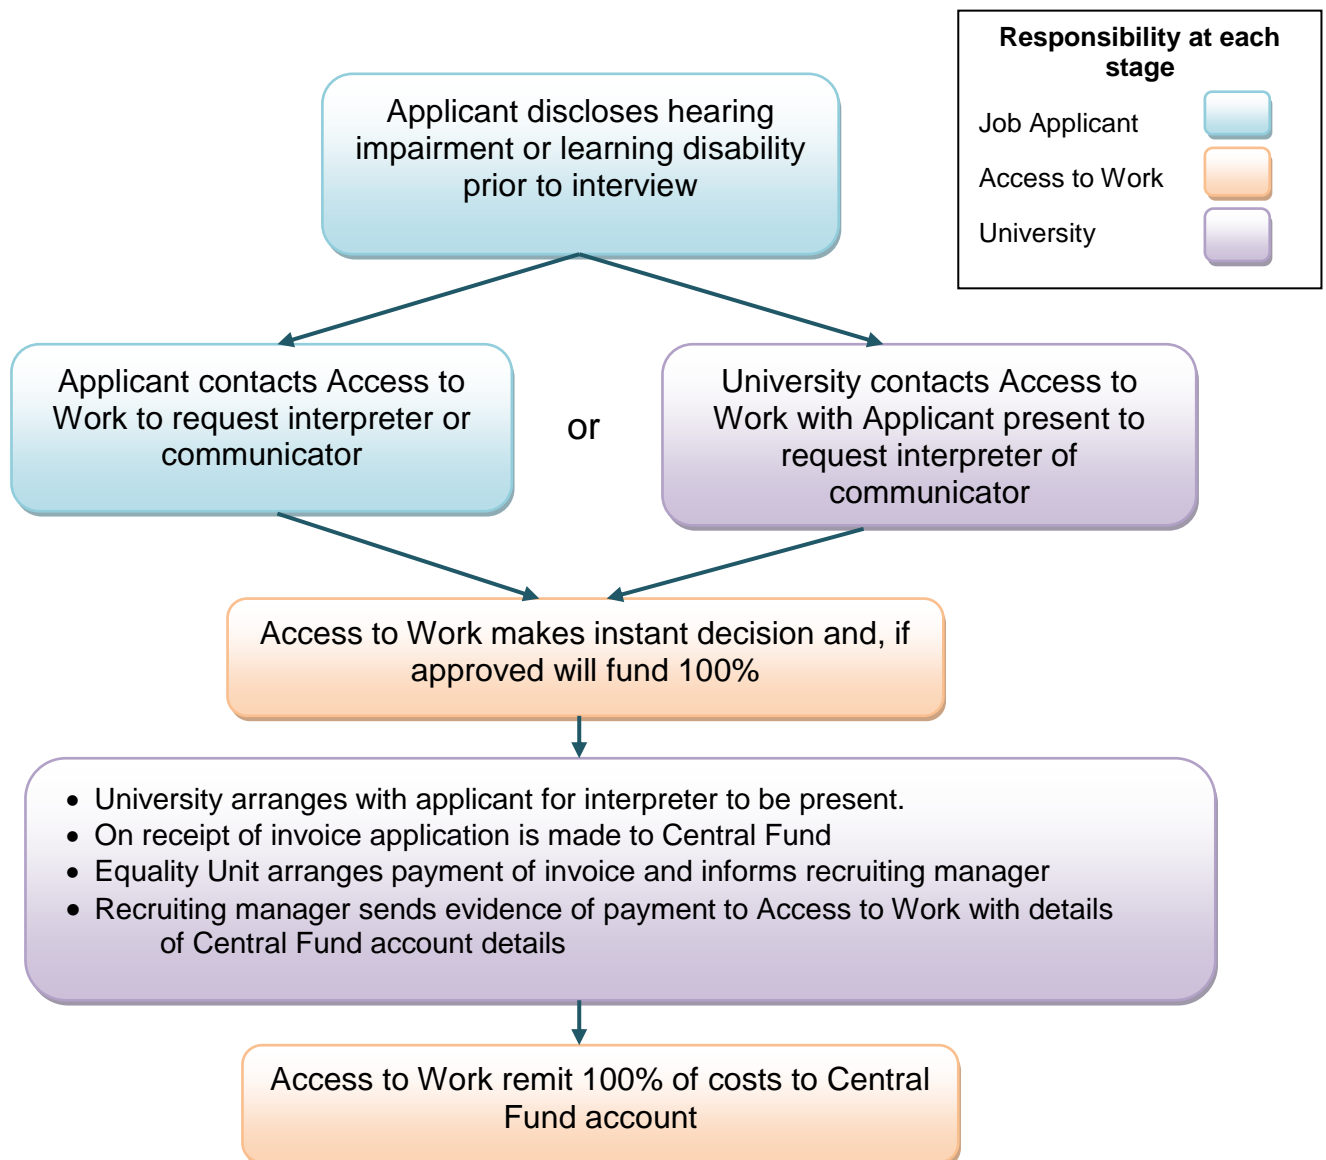 Responsibility at each
stage
Job Applicant
Access to Work
University
Applicant discloses hearing
impairment or learning disability
prior to interview
Applicant contacts Access to
Work to request interpreter or
communicator
or
University contacts Access to
Work with Applicant present to
request interpreter of
communicator
Access to Work makes instant decision and, if
approved will fund 100%
• University arranges with applicant for interpreter to be present.
• On receipt of invoice application is made to Central Fund
• Equality Unit arranges payment of invoice and informs recruiting manager
• Recruiting manager sends evidence of payment to Access to Work with details
of Central Fund account details
Access to Work remit 100% of costs to Central
Fund account